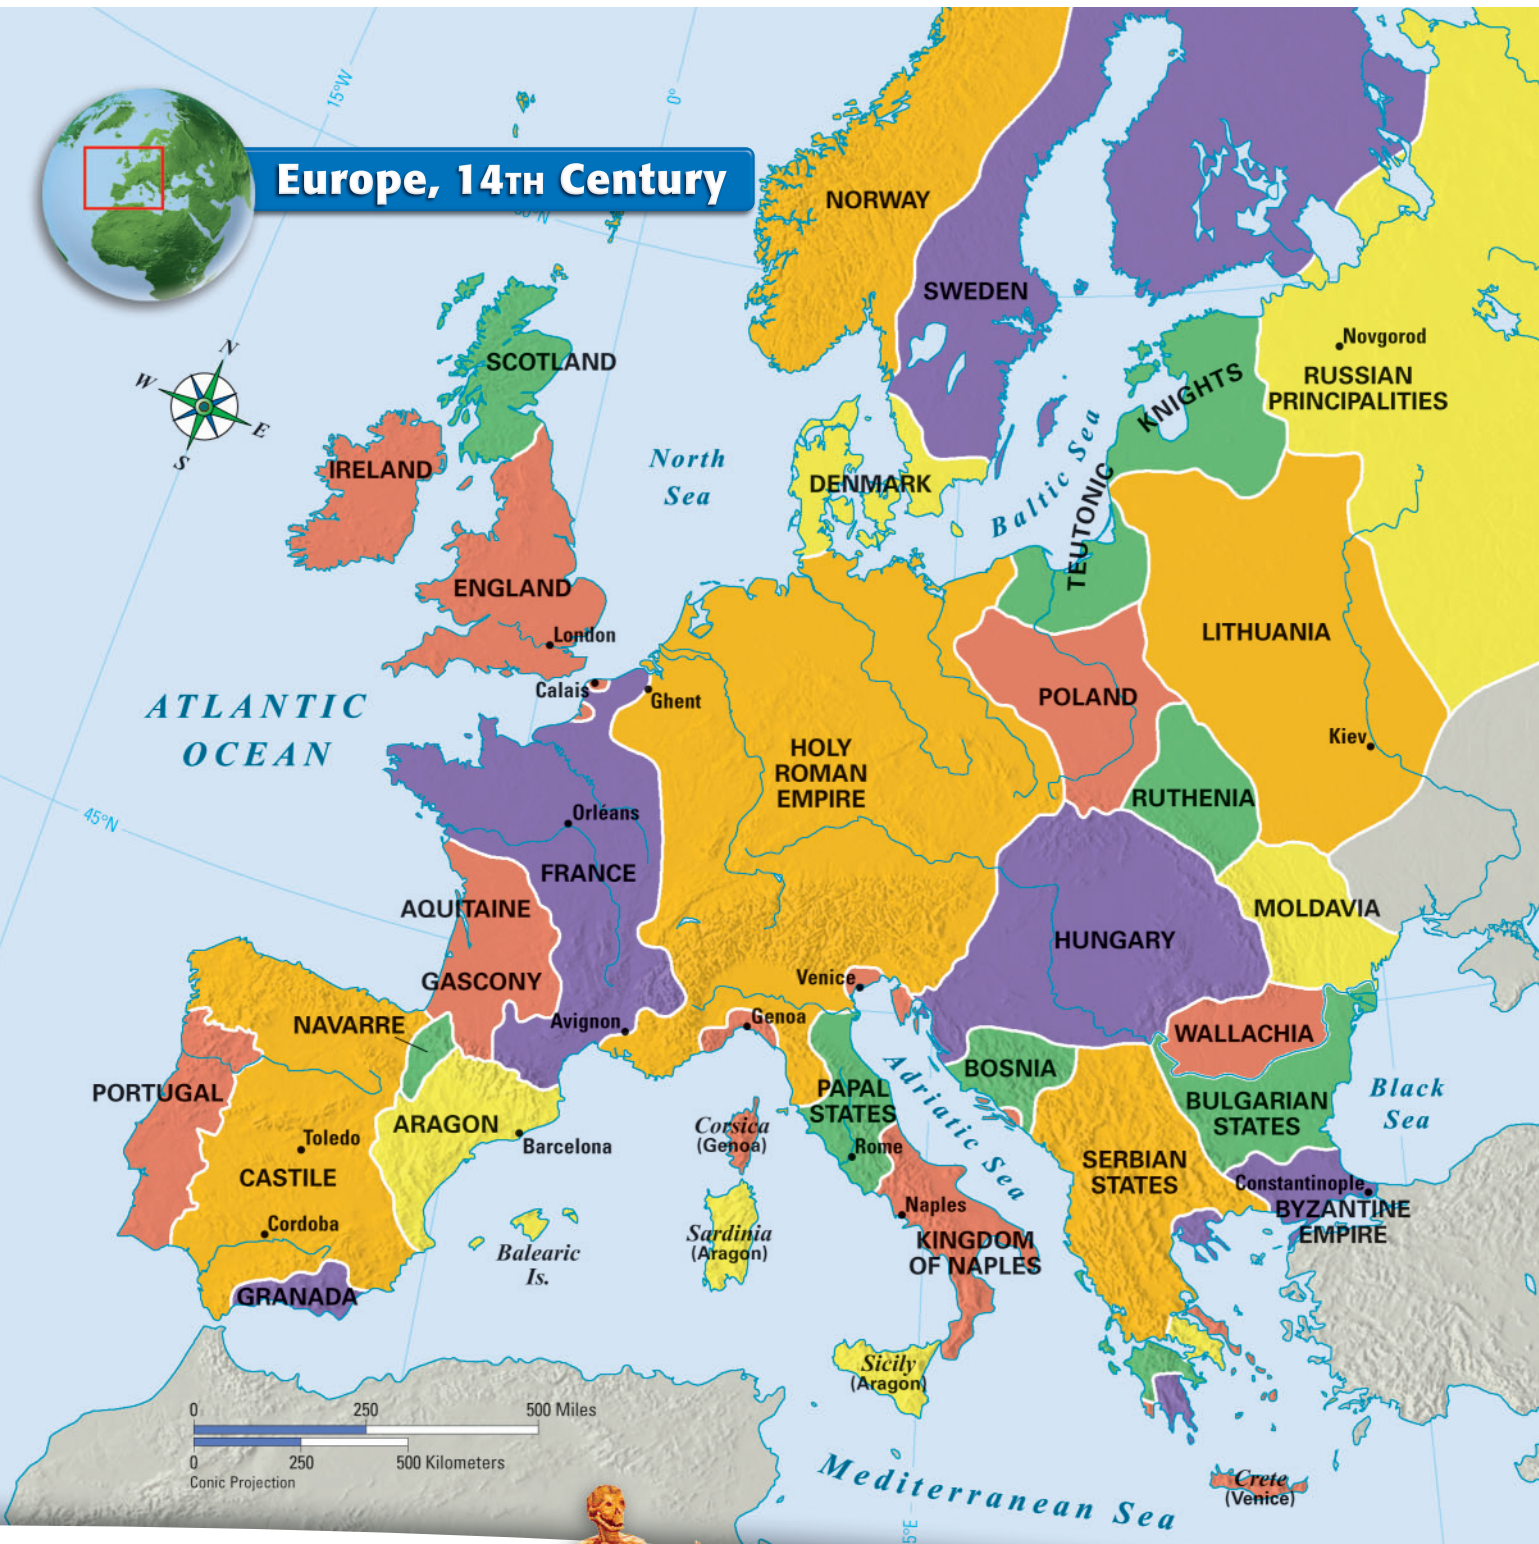 Europe, 14TH Century
15°W
0°
N
W
E
S
NORWAY
SWEDEN
SCOTLAND
IRELAND
ENGLAND
London
North
Sea
DENMARK
Baltic Sea
TEUTONIC
KNIGHTS
Novgorod
RUSSIAN
PRINCIPALITIES
LITHUANIA
Kiev
POLAND
RUTHENIA
ATLANTIC
OCEAN
Calais
Ghent
HOLY
ROMAN
EMPIRE
45°N
Orléans
FRANCE
AQUITAINE
GASCONY
Avignon
HUNGARY
MOLDAVIA
Venice
Genoa
NAVARRE
PORTUGAL
ARAGON
Barcelona
Toledo
CASTILE
Cordoba
GRANADA
Balearic
Is.
Corsica
(Genoa)
Sardinia
(Aragon)
PAPAL
STATES
Rome
Adriatic Sea
BOSNIA
WALLACHIA
BULGARIAN
STATES
Black
Sea
SERBIAN
STATES
Constantinople
BYZANTINE
EMPIRE
Naples
KINGDOM
OF NAPLES
Sicily
(Aragon)
Mediterranean Sea
Crete
(Venice)
0
250
500 Miles
0
250
500 Kilometers
Conic Projection